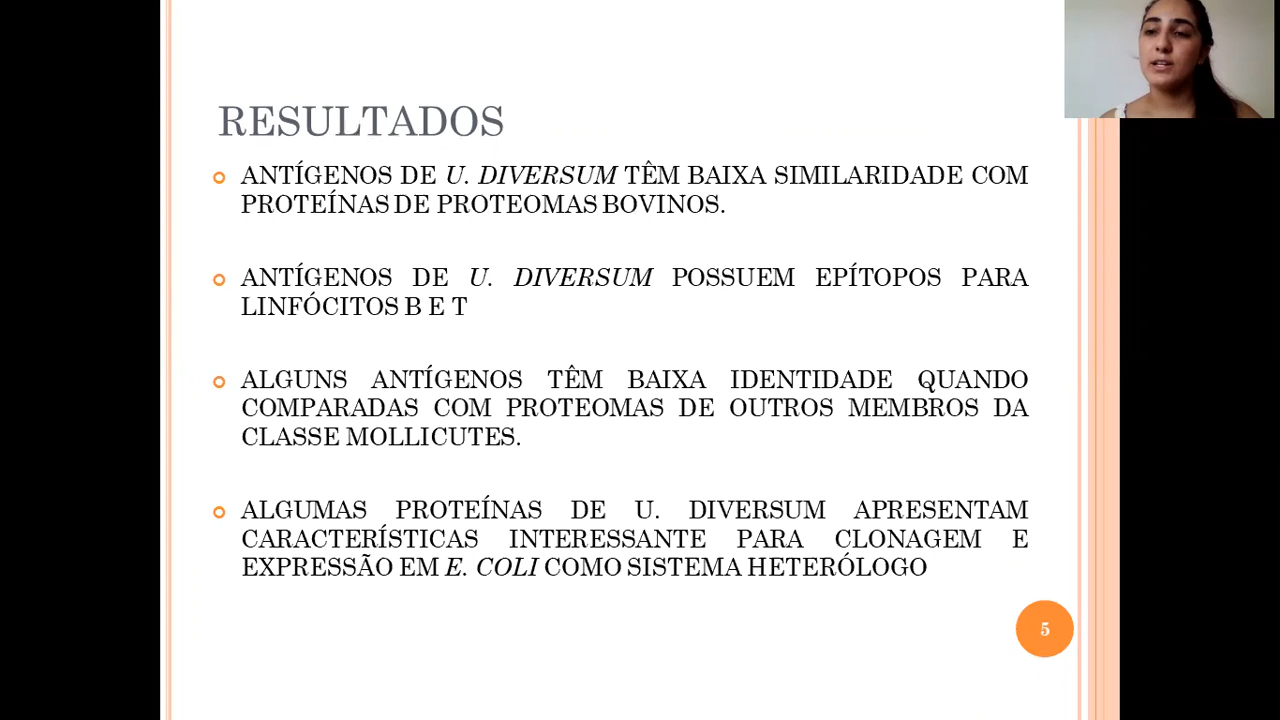 RESULTADOS
ANTÍGENOS DE U. DIVERSUM TÊM BAIXA SIMILARIDADE COM
PROTEÍNAS DE PROTEOMAS BOVINOS.
ANTÍGENOS DE U. DIVERSUM POSSUEM EPÍTOPOS PARA
LINFÓCITOS B E T
ALGUNS ANTÍGENOS TÊM BAIXA IDENTIDADE QUANDO
COMPARADAS COM PROTEOMAS DE OUTROS MEMBROS DA
CLASSE MOLLICUTES.
ALGUMAS PROTEÍNAS DE U. DIVERSUM APRESENTAM
CARACTERÍSTICAS INTERESSANTE PARA CLONAGEM E
EXPRESSÃO EM E. COLI COMO SISTEMA HETERÓLOGO
5